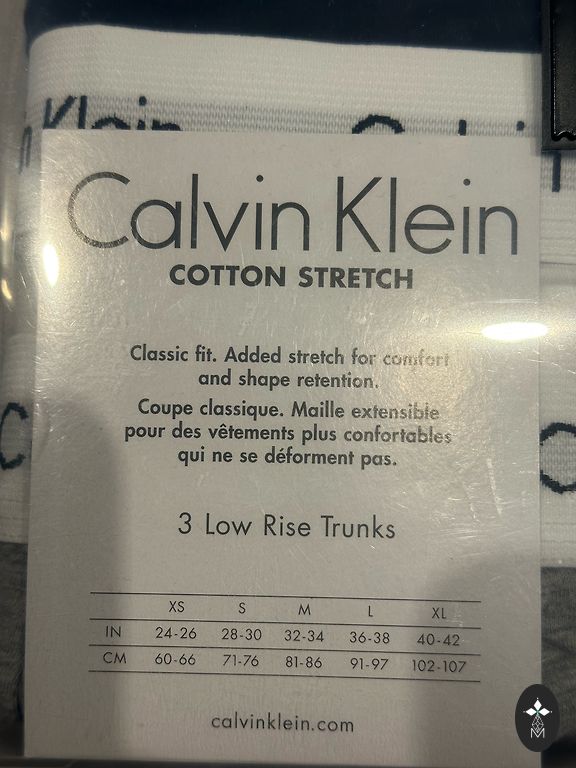 Klein
Calvin Klein
COTTON STRETCH
Classic fit. Added stretch for comfort
and shape retention.
Coupe classique. Maille extensible
pour des vêtements plus confortables
qui ne se déforment pas.
3 Low Rise Trunks
XS S M L XL
IN 24-26 28-30 32-34 36-38 40-42
CM 60-66 71-76 81-86 91-97 102-107
calvinklein.com
M